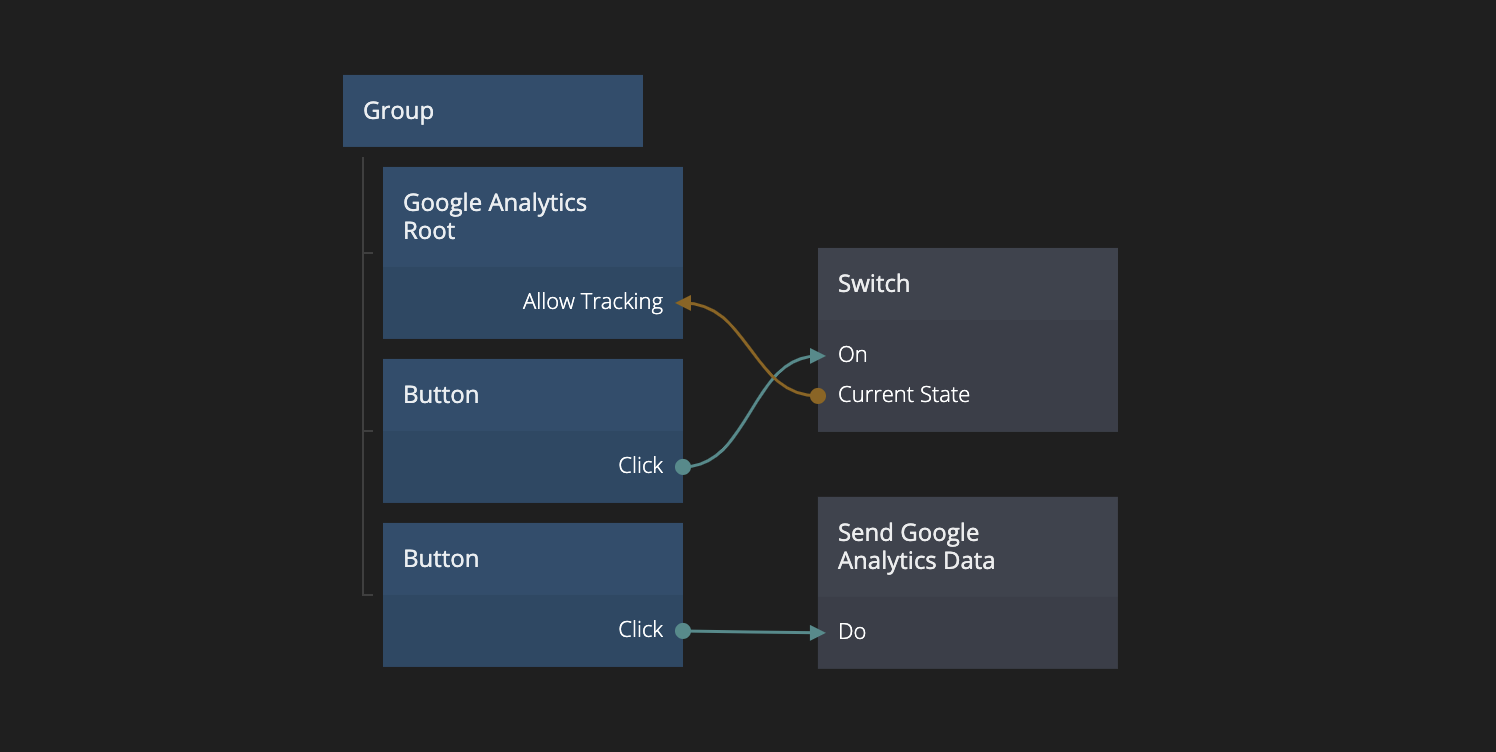 Group
Google Analytics
Root
Allow Tracking
Button
Click
Button
Click
Switch
On
Current State
Send Google
Analytics Data
Do